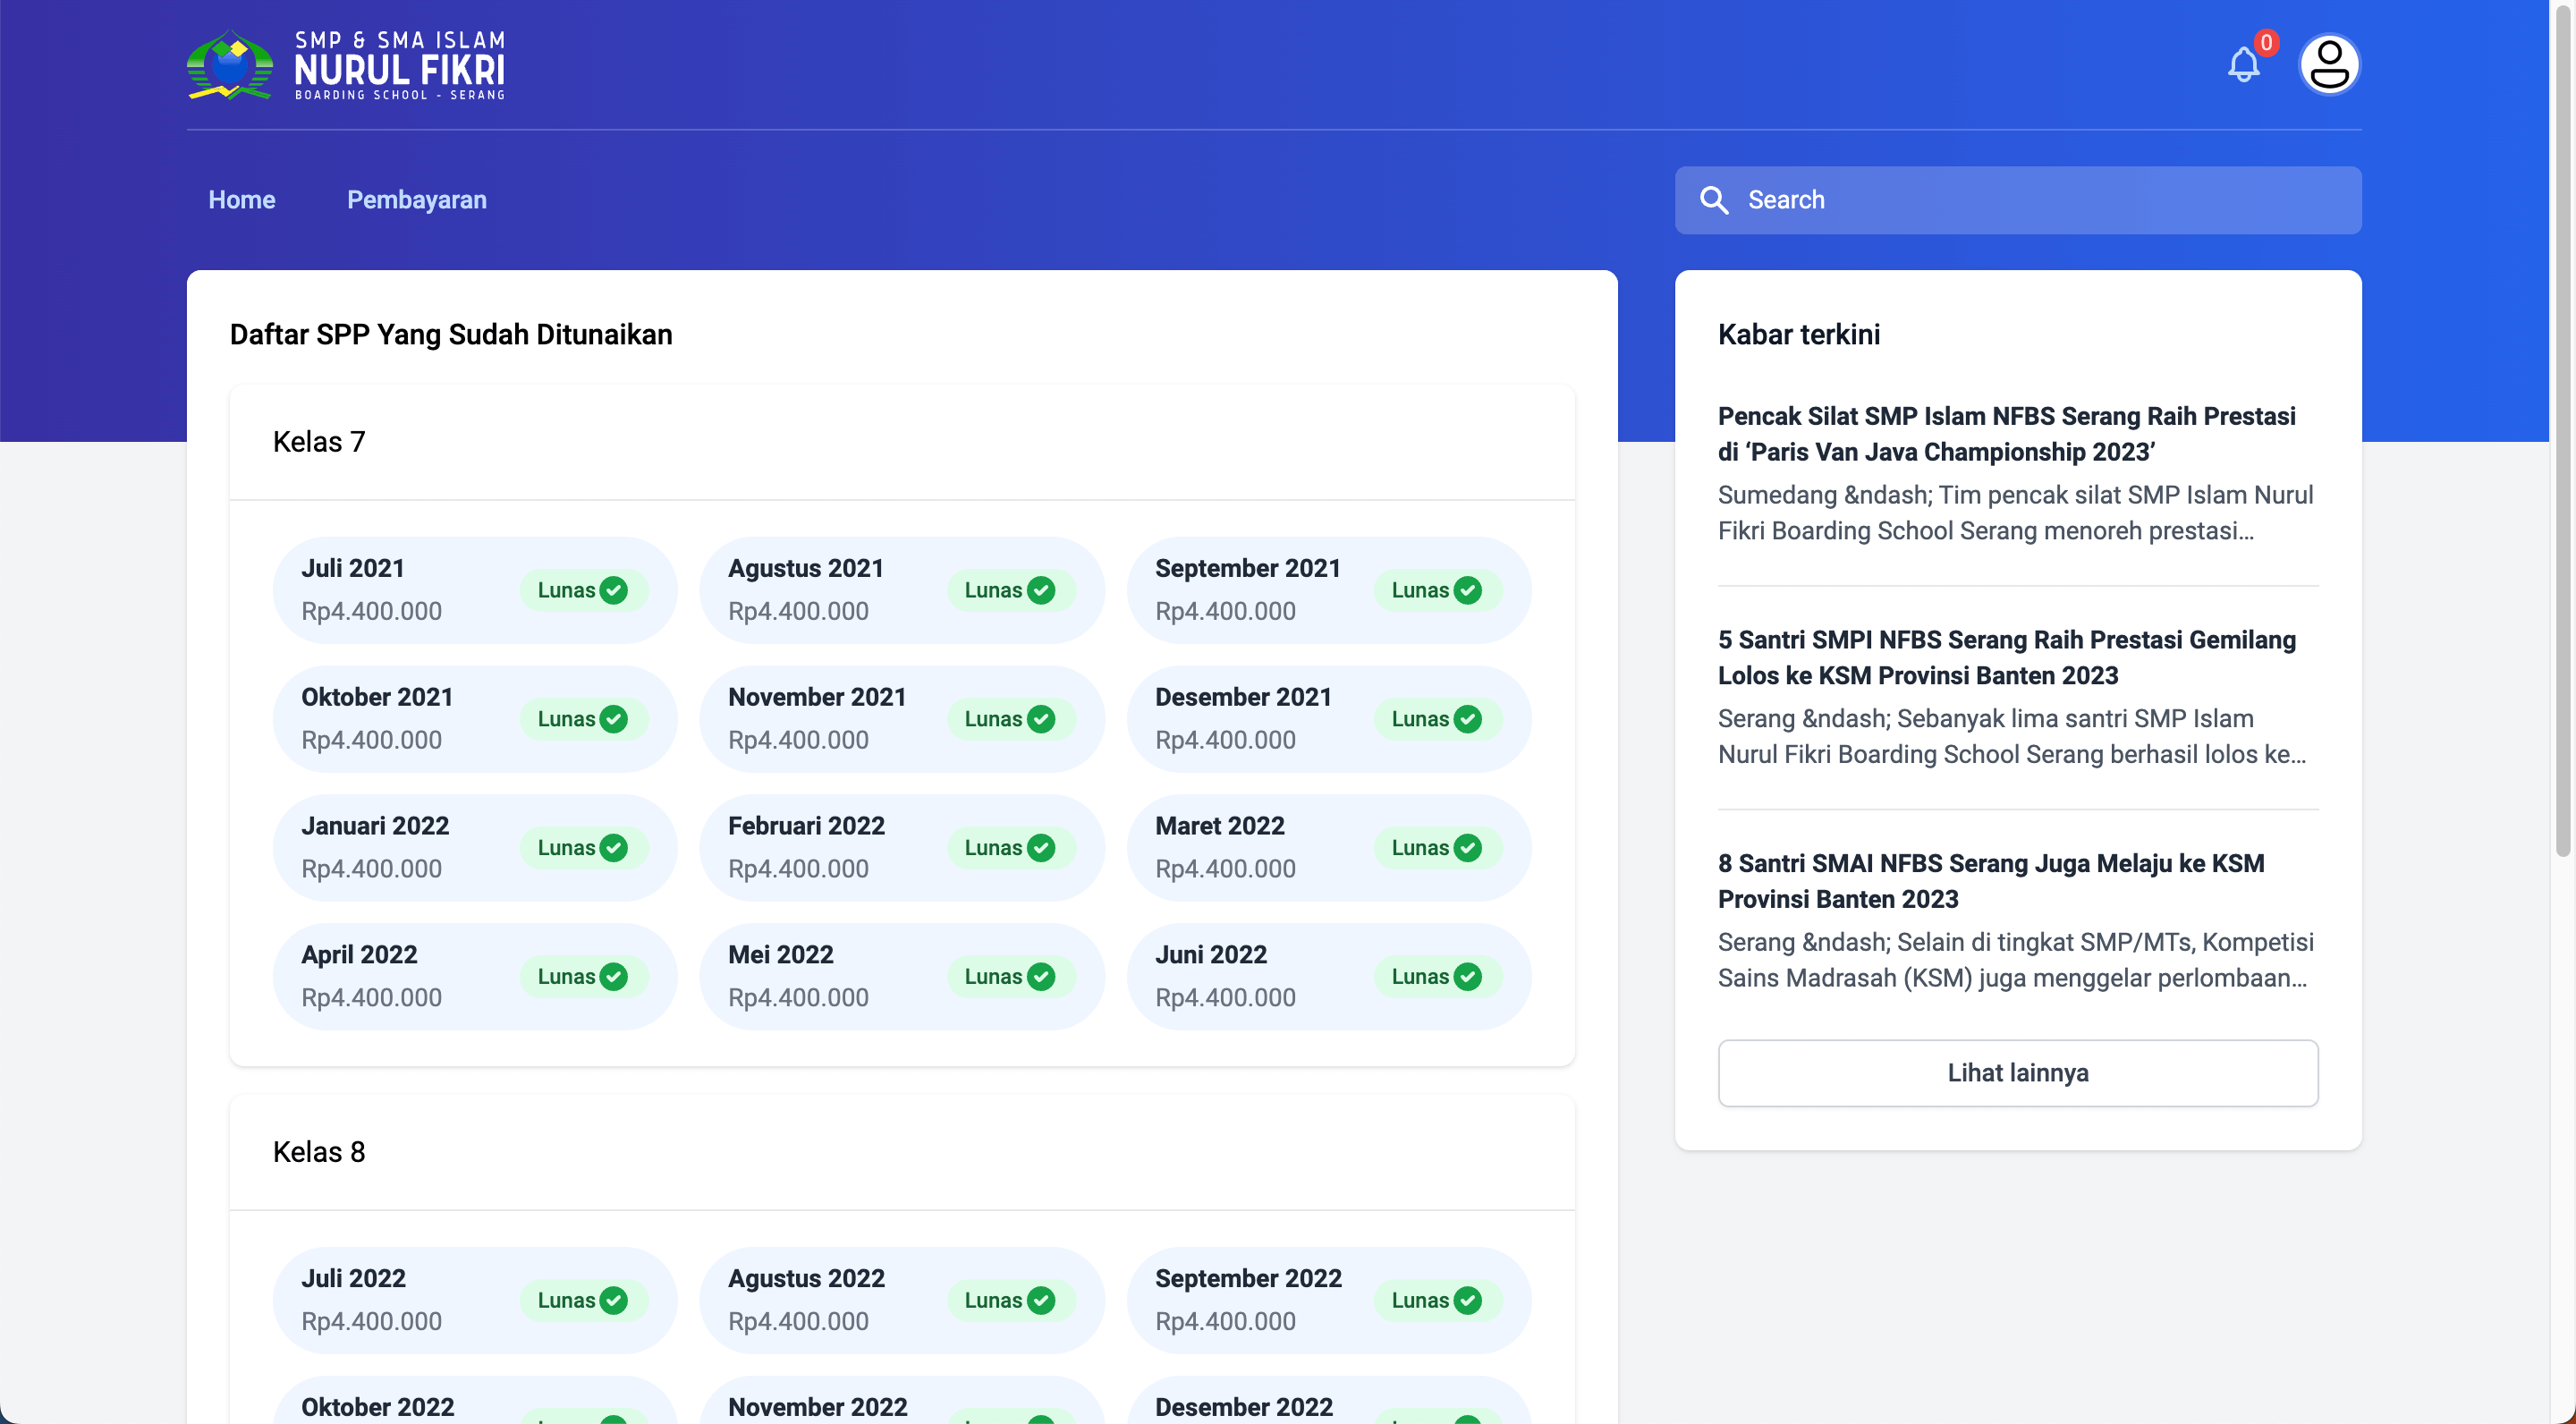 SMP & SMA ISLAM
NURUL FIKRI
BOARDING SCHOOL - SERANG
0
Home
Pembayaran
Search
Daftar SPP Yang Sudah Ditunaikan
Kelas 7
Juli 2021
Rp4.400.000
Lunas
Agustus 2021
Rp4.400.000
Lunas
September 2021
Rp4.400.000
Lunas
Oktober 2021
Rp4.400.000
Lunas
November 2021
Rp4.400.000
Lunas
Desember 2021
Rp4.400.000
Lunas
Januari 2022
Rp4.400.000
Lunas
Februari 2022
Rp4.400.000
Lunas
Maret 2022
Rp4.400.000
Lunas
April 2022
Rp4.400.000
Lunas
Mei 2022
Rp4.400.000
Lunas
Juni 2022
Rp4.400.000
Lunas
Kelas 8
Juli 2022
Rp4.400.000
Lunas
Agustus 2022
Rp4.400.000
Lunas
September 2022
Rp4.400.000
Lunas
Oktober 2022
November 2022
Desember 2022
Kabar terkini
Pencak Silat SMP Islam NFBS Serang Raih Prestasi
di ‘Paris Van Java Championship 2023’
Sumedang &ndash; Tim pencak silat SMP Islam Nurul
Fikri Boarding School Serang menoreh prestasi...
5 Santri SMPI NFBS Serang Raih Prestasi Gemilang
Lolos ke KSM Provinsi Banten 2023
Serang &ndash; Sebanyak lima santri SMP Islam
Nurul Fikri Boarding School Serang berhasil lolos ke...
8 Santri SMAI NFBS Serang Juga Melaju ke KSM
Provinsi Banten 2023
Serang &ndash; Selain di tingkat SMP/MTs, Kompetisi
Sains Madrasah (KSM) juga menggelar perlombaan...
Lihat lainnya